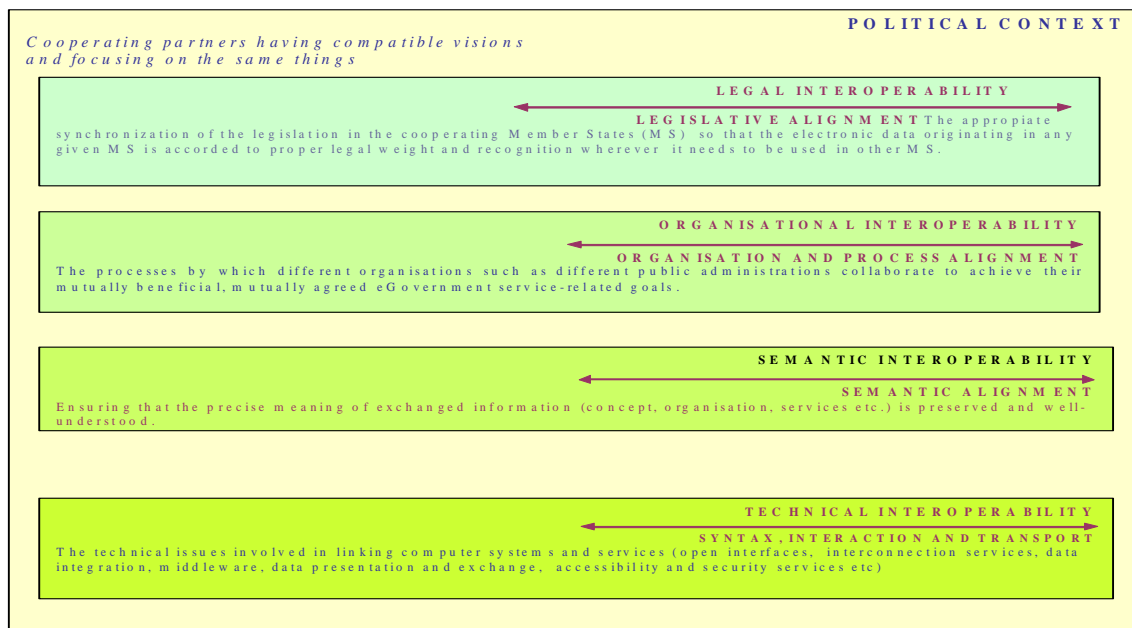 POLITICAL CONTEXT
Cooperating partners having compatible visions
and focusing on the same things
LEGAL INTEROPERABILITY
LEGISLATIVE ALIGNMENT The appropiate
synchronization of the legislation in the cooperating Member States (MS) so that the electronic data originating in any
given MS is accorded to proper legal weight and recognition wherever it needs to be used in other MS.
ORGANISATIONAL INTEROPERABILITY
ORGANISATION AND PROCESS ALIGNMENT
The processes by which different organisations such as different public administrations collaborate to achieve their
mutually beneficial, mutually agreed eGovernment service-related goals.
SEMANTIC INTEROPERABILITY
SEMANTIC ALIGNMENT
Ensuring that the precise meaning of exchanged information (concept, organisation, services etc.) is preserved and well-
understood.
TECHNICAL INTEROPERABILITY
SYNTAX, INTERACTION AND TRANSPORT
The technical issues involved in linking computer systems and services (open interfaces, interconnection services, data
integration, middleware, data presentation and exchange, accessibility and security services etc)